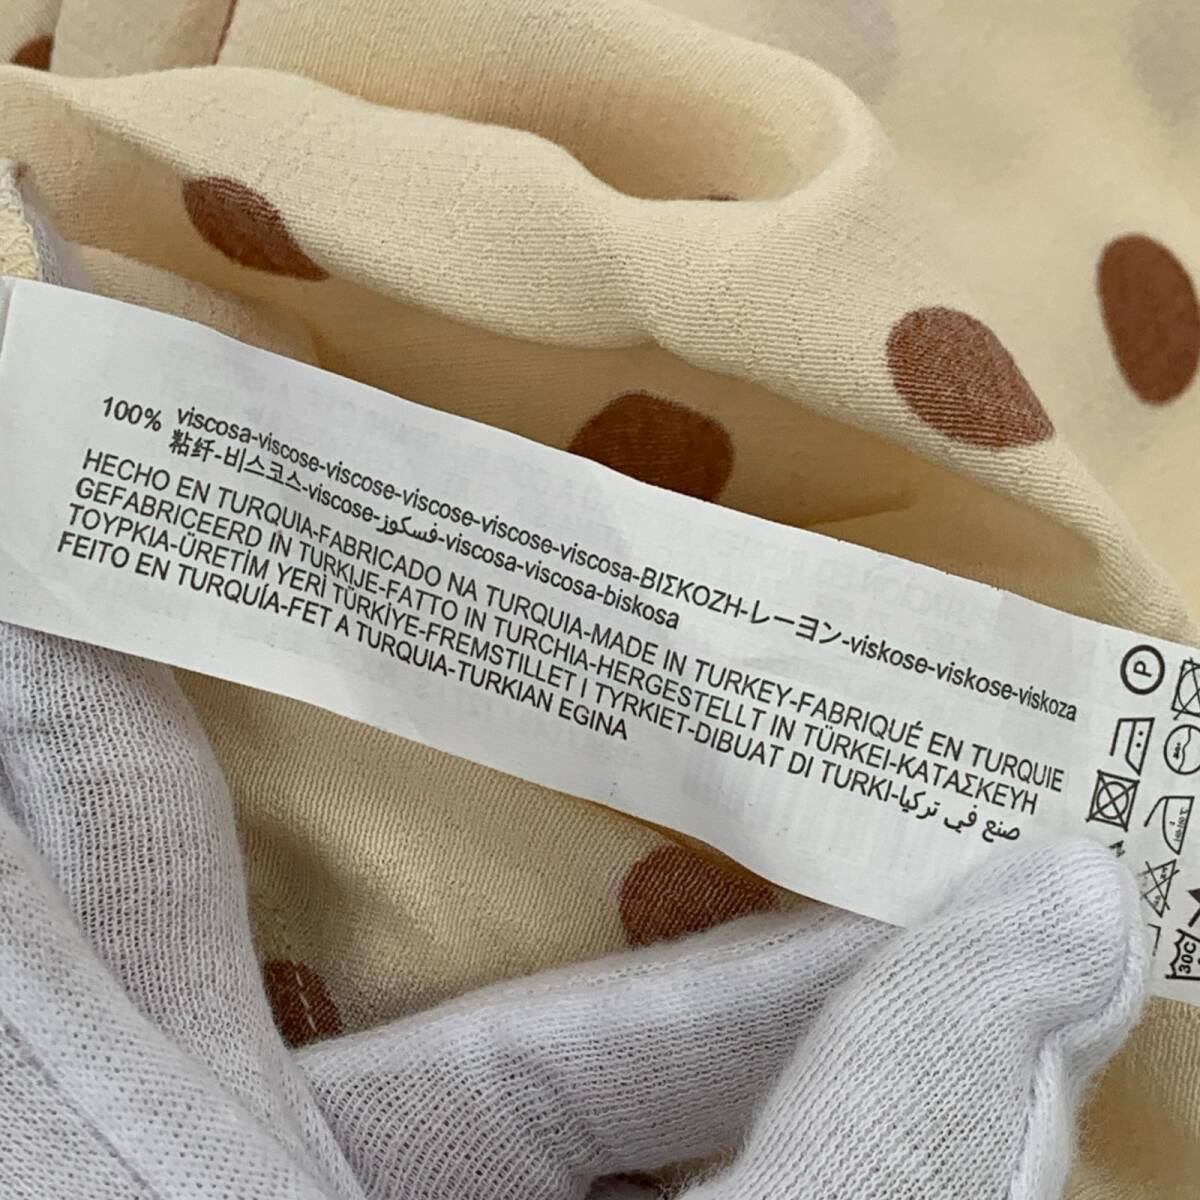 100% viscosa-viscose-viscose-viscose-viscose-viscosa-ΒΙΣΚΟΖΗ-レーヨン-viskose-viskose-viskoza
粘纤-비스코스-viscose-فسكوز-viscosa-viscosa-biskosa
HECHO EN TURQUIA-FABRICADO NA TURQUIA-MADE IN TURKEY-FABRIQUÉ EN TURQUIE
GEFABRICEERD IN TURKIJE-FATTO IN TURCHIA-HERGESTELLT IN TÜRKEI-ΚΑΤΑΣΚΕΥΗ
ΤΟΥΡΚΙΑ-ÜRETİM YERİ TÜRKİYE-FREMSTILLET I TYRKIET-DIBUAT DI TURKI-صنع في تركيا
FEITO EN TURQUÍA-FET A TURQUIA-TURKIAN EGINA
P
30C